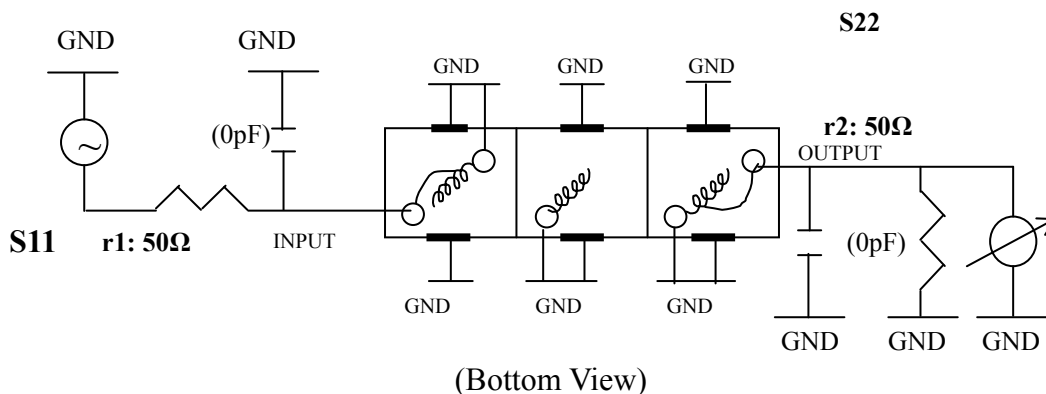 S22
GND
GND
GND
GND
GND
(0pF)
r2: 50Ω
OUTPUT
S11
r1: 50Ω
INPUT
(0pF)
GND
GND
GND
GND
GND
GND
(Bottom View)